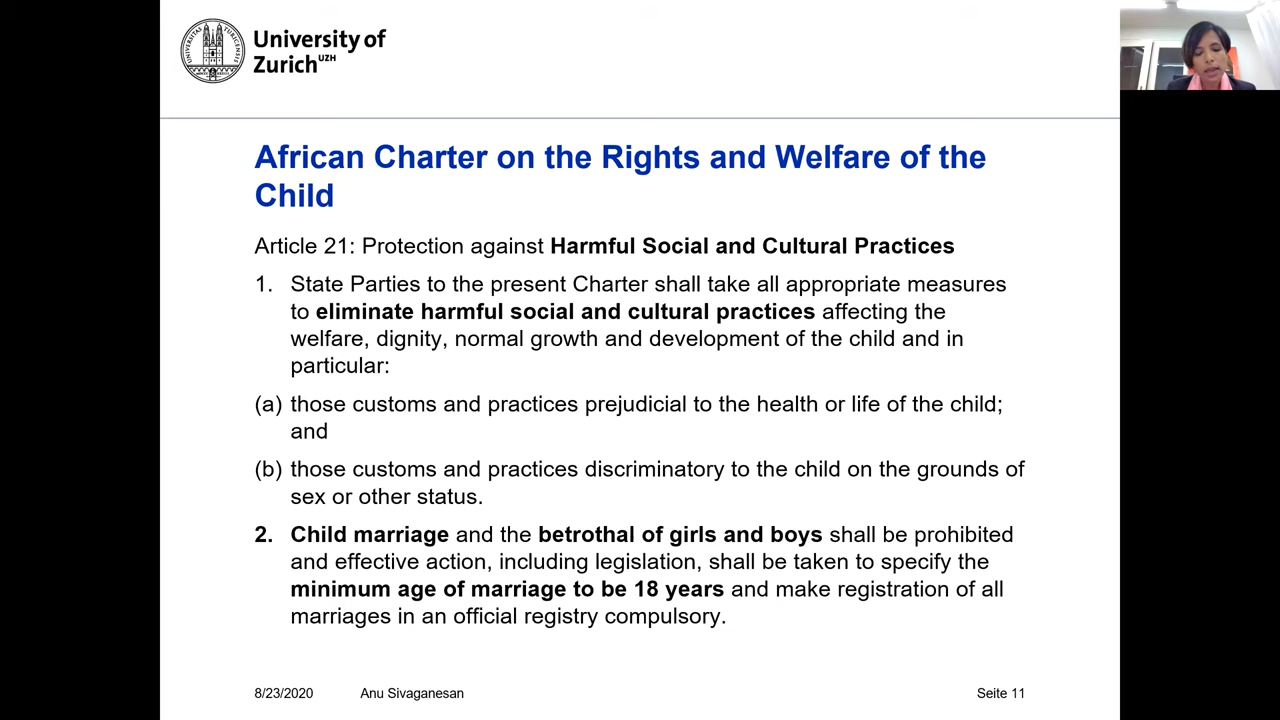 University of
Zurich UZH
African Charter on the Rights and Welfare of the
Child
Article 21: Protection against Harmful Social and Cultural Practices
1. State Parties to the present Charter shall take all appropriate measures
to eliminate harmful social and cultural practices affecting the
welfare, dignity, normal growth and development of the child and in
particular:
(a) those customs and practices prejudicial to the health or life of the child;
and
(b) those customs and practices discriminatory to the child on the grounds of
sex or other status.
2. Child marriage and the betrothal of girls and boys shall be prohibited
and effective action, including legislation, shall be taken to specify the
minimum age of marriage to be 18 years and make registration of all
marriages in an official registry compulsory.
8/23/2020 Anu Sivaganesan Seite 11